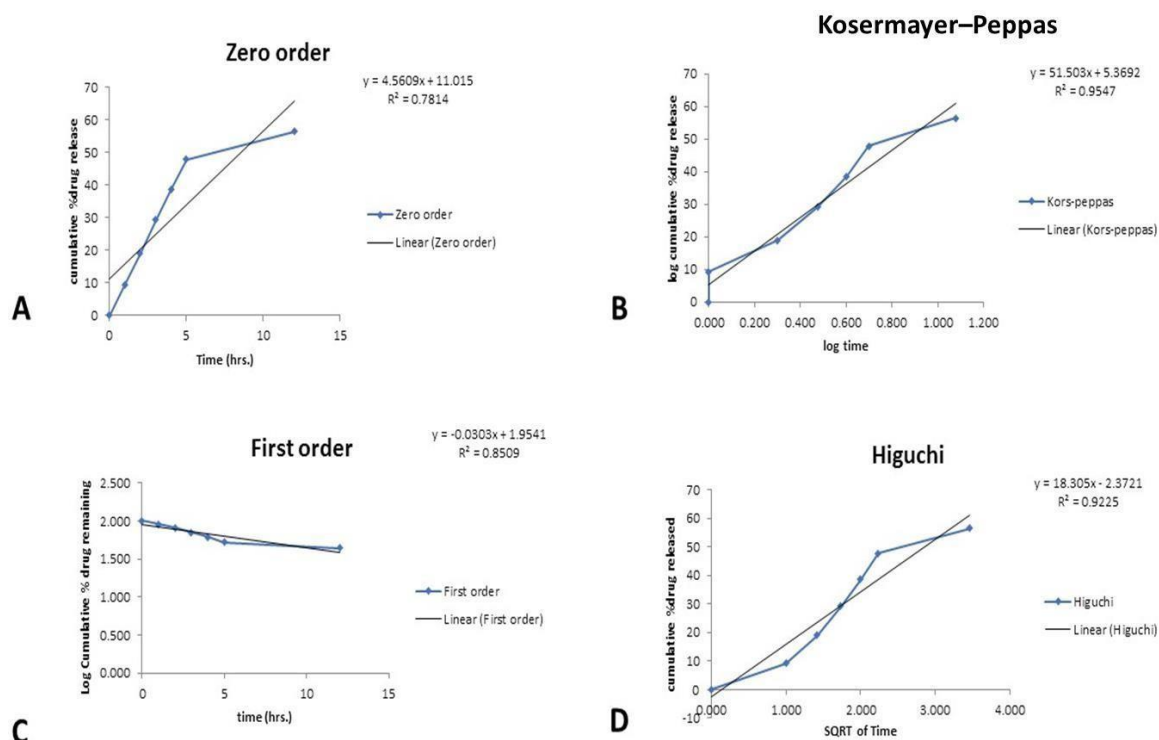 Zero order
y = 4.5609x + 11.015
R² = 0.7814
cumulative %drug release
70
60
50
40
30
20
10
0
0 5 10 15
Time (hrs.)
Zero order
Linear (Zero order)
A
Kosermayer–Peppas
y = 51.503x + 5.3692
R² = 0.9547
log cumulative %drug release
70
60
50
40
30
20
10
0
0.000 0.200 0.400 0.600 0.800 1.000 1.200
log time
Kors-peppas
Linear (Kors-peppas)
B
First order
y = -0.0303x + 1.9541
R² = 0.8509
Log Cumulative % drug remaining
2.500
2.000
1.500
1.000
0.500
0.000
0 5 10 15
time (hrs.)
First order
Linear (First order)
C
Higuchi
y = 18.305x - 2.3721
R² = 0.9225
cumulative %drug released
70
60
50
40
30
20
10
0
-10
0.000 1.000 2.000 3.000 4.000
SQRT of Time
Higuchi
Linear (Higuchi)
D